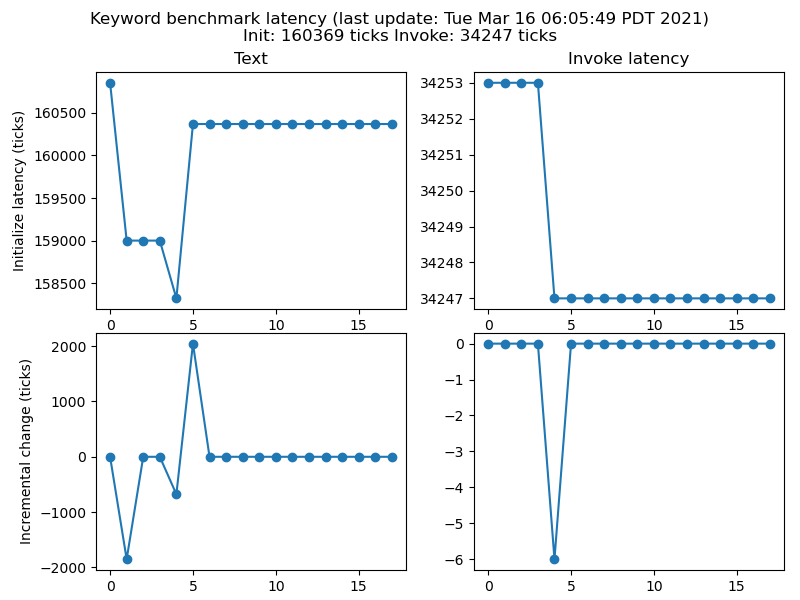 Keyword benchmark latency (last update: Tue Mar 16 06:05:49 PDT 2021)
Init: 160369 ticks Invoke: 34247 ticks
Text
Invoke latency
Initialize latency (ticks)
160500
160000
159500
159000
158500
0 5 10 15
34253
34252
34251
34250
34249
34248
34247
0 5 10 15
Incremental change (ticks)
2000
1000
0
−1000
−2000
0 5 10 15
0
−1
−2
−3
−4
−5
−6
0 5 10 15